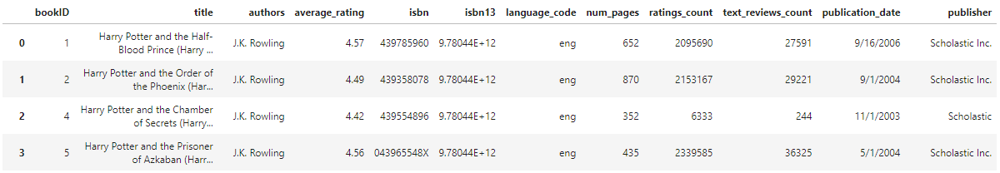 bookID title authors average_rating isbn isbn13 language_code num_pages ratings_count text_reviews_count publication_date publisher
0 1 Harry Potter and the Half-Blood Prince (Harry ... J.K. Rowling 4.57 439785960 9.78044E+12 eng 652 2095690 27591 9/16/2006 Scholastic Inc.
1 2 Harry Potter and the Order of the Phoenix (Har... J.K. Rowling 4.49 439358078 9.78044E+12 eng 870 2153167 29221 9/1/2004 Scholastic Inc.
2 4 Harry Potter and the Chamber of Secrets (Harry... J.K. Rowling 4.42 439554896 9.78044E+12 eng 352 6333 244 11/1/2003 Scholastic
3 5 Harry Potter and the Prisoner of Azkaban (Harr... J.K. Rowling 4.56 043965548X 9.78044E+12 eng 435 2339585 36325 5/1/2004 Scholastic Inc.